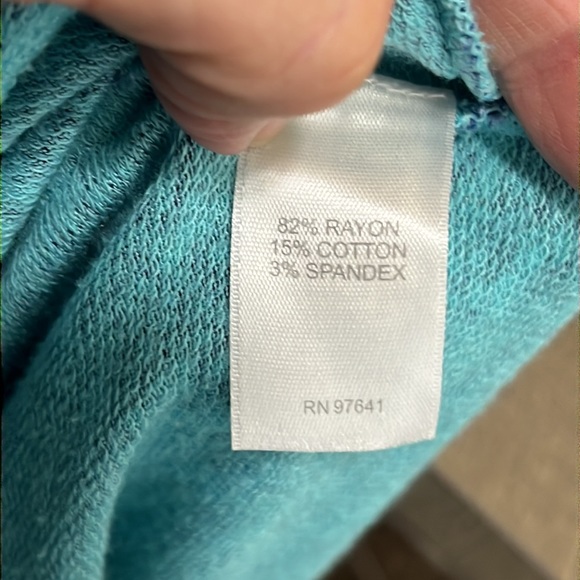 82% RAYON
15% COTTON
3% SPANDEX
RN 97641